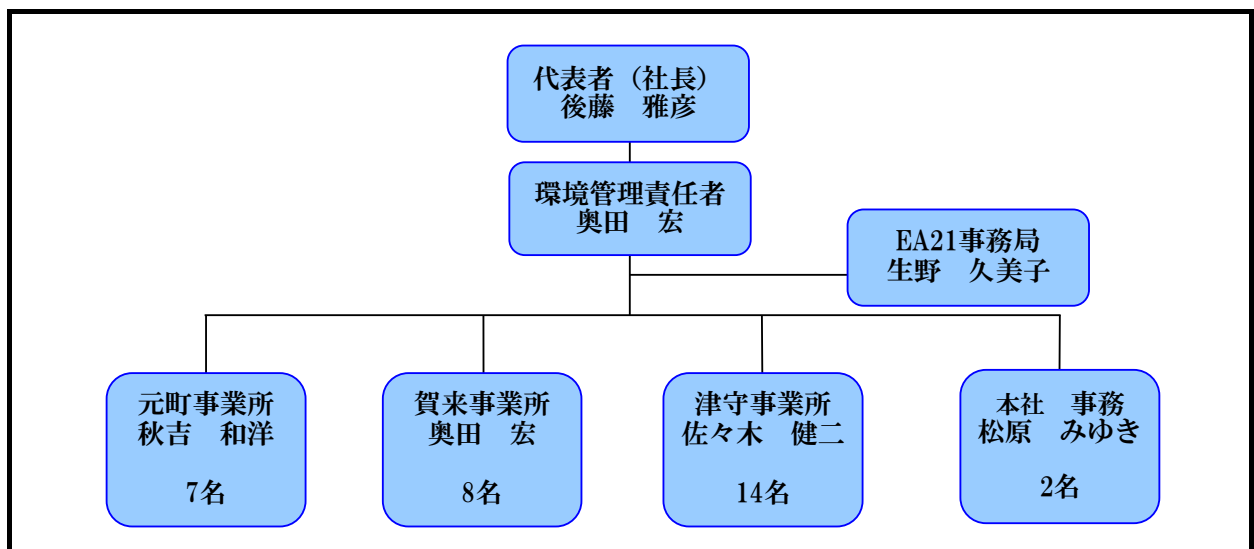 代表者（社長）
後藤　雅彦
環境管理責任者
奥田　宏
EA21事務局
生野　久美子
元町事業所
秋吉　和洋
7名
賀来事業所
奥田　宏
8名
津守事業所
佐々木　健二
14名
本社　事務
松原　みゆき
2名